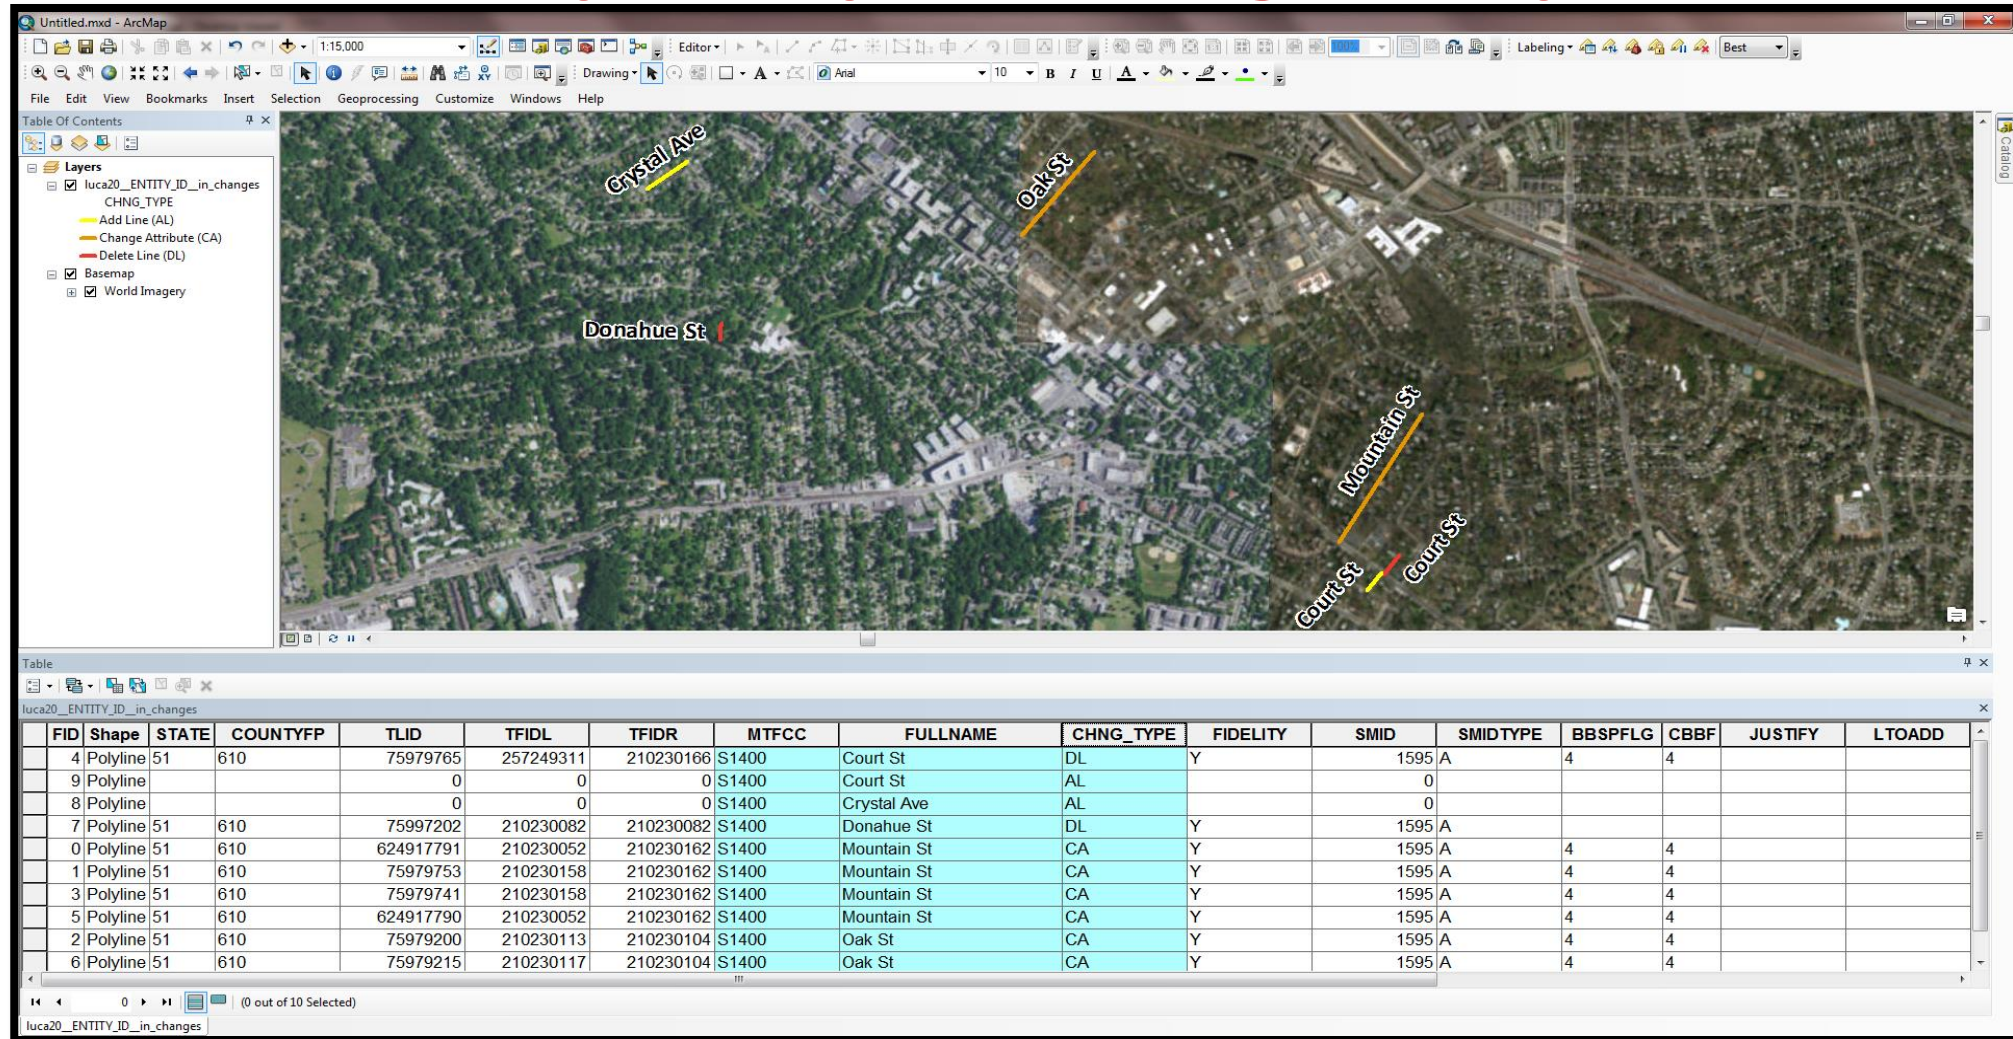 Untitled.mxd - ArcMap
1:15,000 Editor 100% Labeling Best
Drawing A Arial 10 B I U A
File Edit View Bookmarks Insert Selection Geoprocessing Customize Windows Help
Table Of Contents
Layers
luca20__ENTITY_ID__in_changes
CHNG_TYPE
Add Line (AL)
Change Attribute (CA)
Delete Line (DL)
Basemap
World Imagery
Catalog
Crystal Ave
Oak St
Donahue St
Mountain St
Court St
Court St
Table
luca20__ENTITY_ID__in_changes
FID Shape STATE COUNTYFP TLID TFIDL TFIDR MTFCC FULLNAME CHNG_TYPE FIDELITY SMID SMIDTYPE BBSPFLG CBBF JUSTIFY LTOADD
4 Polyline 51 610 75979765 257249311 210230166 S1400 Court St DL Y 1595 A 4 4
9 Polyline 0 0 0 S1400 Court St AL 0
8 Polyline 0 0 0 S1400 Crystal Ave AL 0
7 Polyline 51 610 75997202 210230082 210230082 S1400 Donahue St DL Y 1595 A
0 Polyline 51 610 624917791 210230052 210230162 S1400 Mountain St CA Y 1595 A 4 4
1 Polyline 51 610 75979753 210230158 210230162 S1400 Mountain St CA Y 1595 A 4 4
3 Polyline 51 610 75979741 210230158 210230162 S1400 Mountain St CA Y 1595 A 4 4
5 Polyline 51 610 624917790 210230052 210230162 S1400 Mountain St CA Y 1595 A 4 4
2 Polyline 51 610 75979200 210230113 210230104 S1400 Oak St CA Y 1595 A 4 4
6 Polyline 51 610 75979215 210230117 210230104 S1400 Oak St CA Y 1595 A 4 4
0 (0 out of 10 Selected)
luca20__ENTITY_ID__in_changes